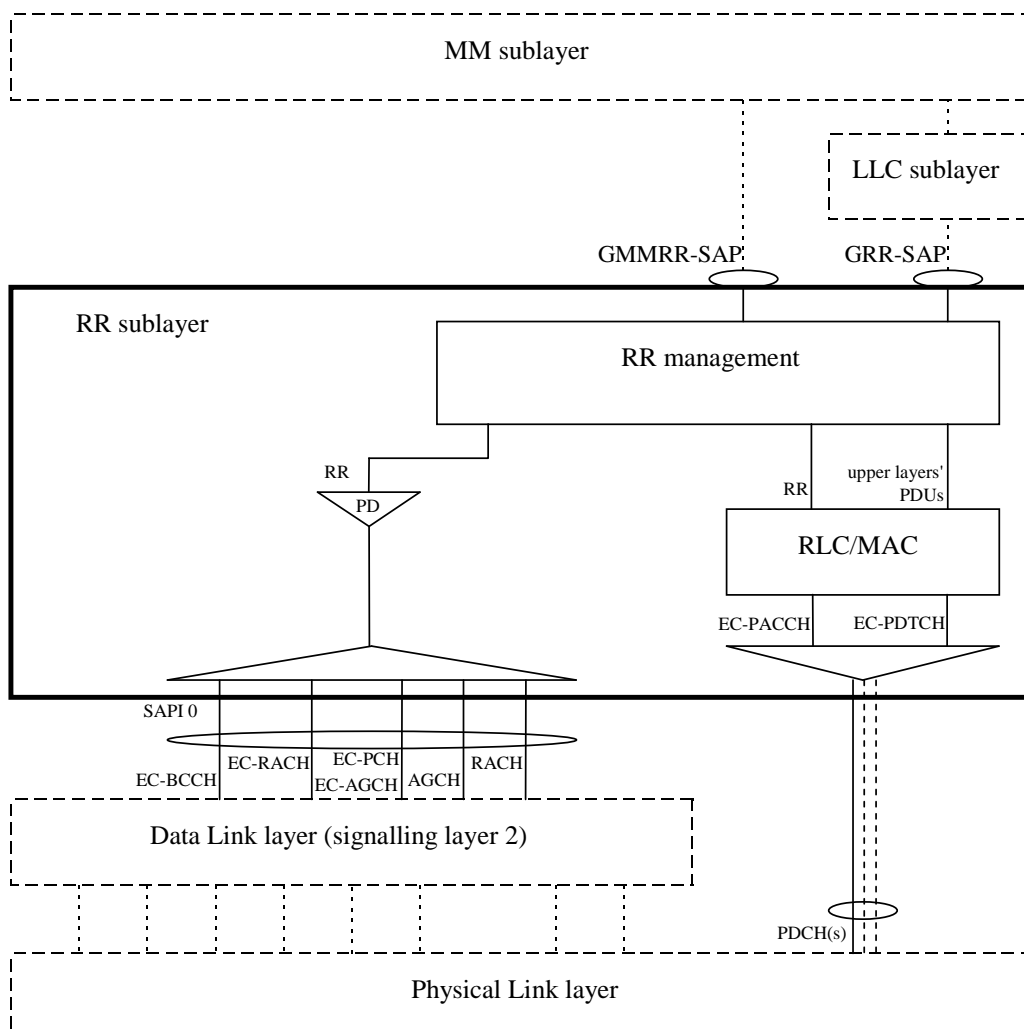 MM sublayer
LLC sublayer
GMMRR-SAP
GRR-SAP
RR sublayer
RR management
RR
PD
RR
upper layers'
PDUs
RLC/MAC
EC-PACCH
EC-PDTCH
SAPI 0
EC-BCCH
EC-RACH
EC-PCH
EC-AGCH
AGCH
RACH
Data Link layer (signalling layer 2)
PDCH(s)
Physical Link layer